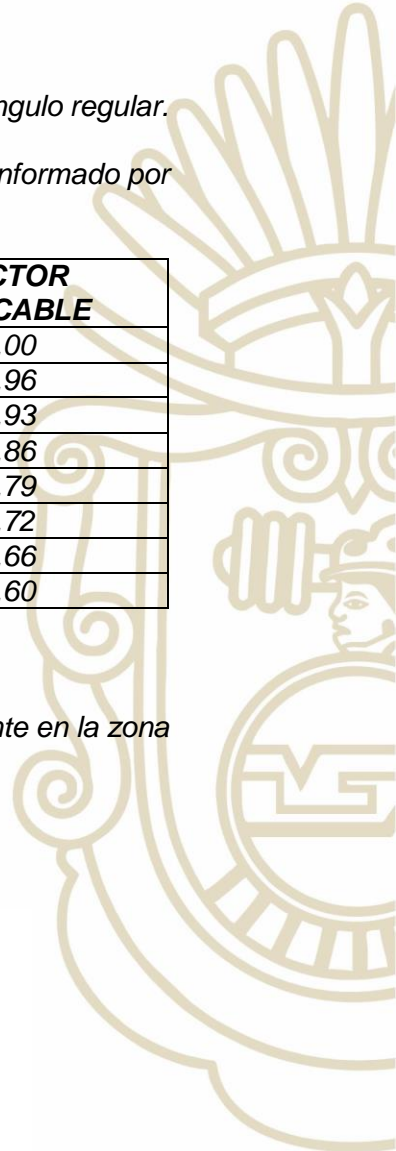 ngulo regular.
nformado por
CTOR
CABLE
.00
.96
.93
.86
.79
.72
.66
.60
nte en la zona